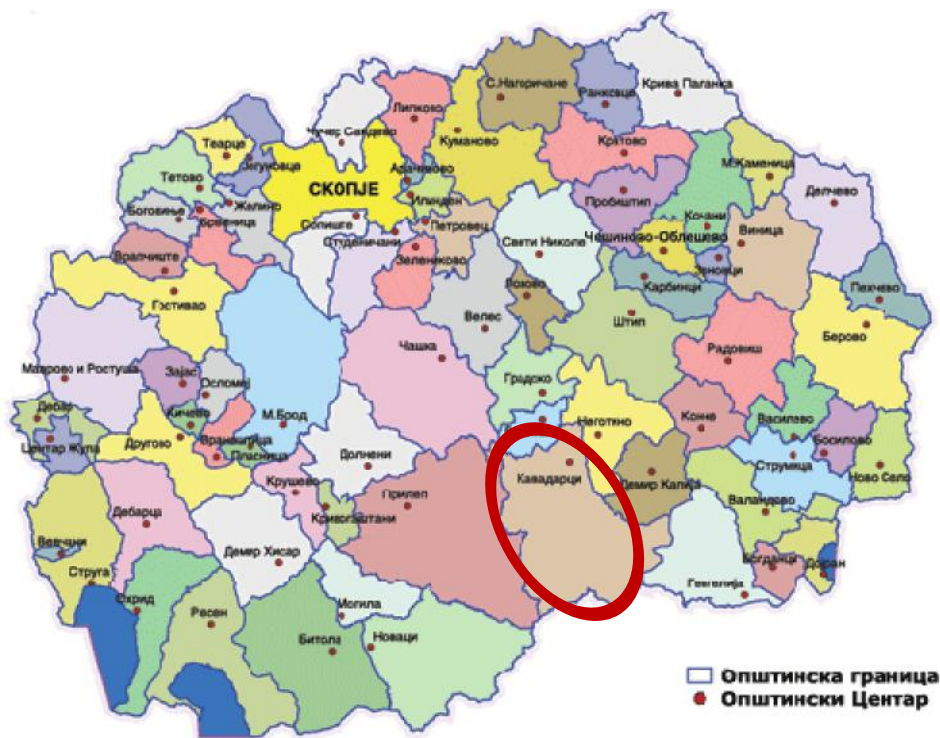 С.Нагоричане
Крива Паланка
Ранковце
Липково
Куманово
Чучер Сандево
Кратово
Теарце
Јегуновце
Арачиново
М.Каменица
Тетово
СКОПЈЕ
Делчево
Пробиштип
Илинден
Желино
Боговиње
Брвеница
Сопиште
Петровец
Кочани
Студеничани
Свети Николе
Чешиново-Облешево
Виница
Зелениково
Врапчиште
Зрновци
Карбинци
Пехчево
Гостивар
Лозово
Велес
Штип
Берово
Чашка
Радовиш
Маврово и Ростуша
Зајас
Осломеј
Градско
Дебар
Кичево
М.Брод
Неготино
Конче
Василево
Центар Жупа
Другово
Вранештица
Пласница
Босилово
Долнени
Струмица
Кавадарци
Демир Капија
Ново Село
Крушево
Прилеп
Валандово
Дебарца
Кривогаштани
Вевчани
Демир Хисар
Богданци
Струга
Дојран
Гевгелија
Охрид
Ресен
Могила
Битола
Новаци
Општинска граница
Општински Центар